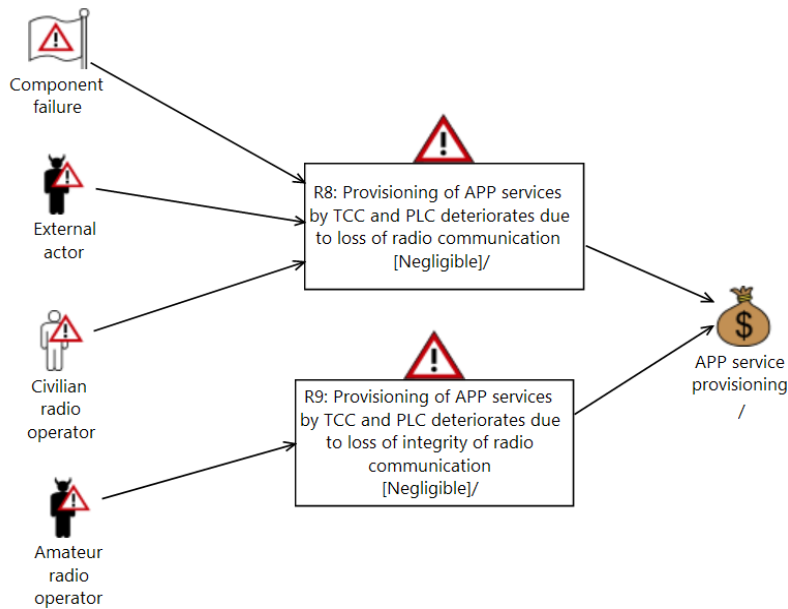 Component
failure
External
actor
Civilian
radio
operator
Amateur
radio
operator
R8: Provisioning of APP services
by TCC and PLC deteriorates due
to loss of radio communication
[Negligible]/
R9: Provisioning of APP services
by TCC and PLC deteriorates due
to loss of integrity of radio
communication
[Negligible]/
$
APP service
provisioning
/